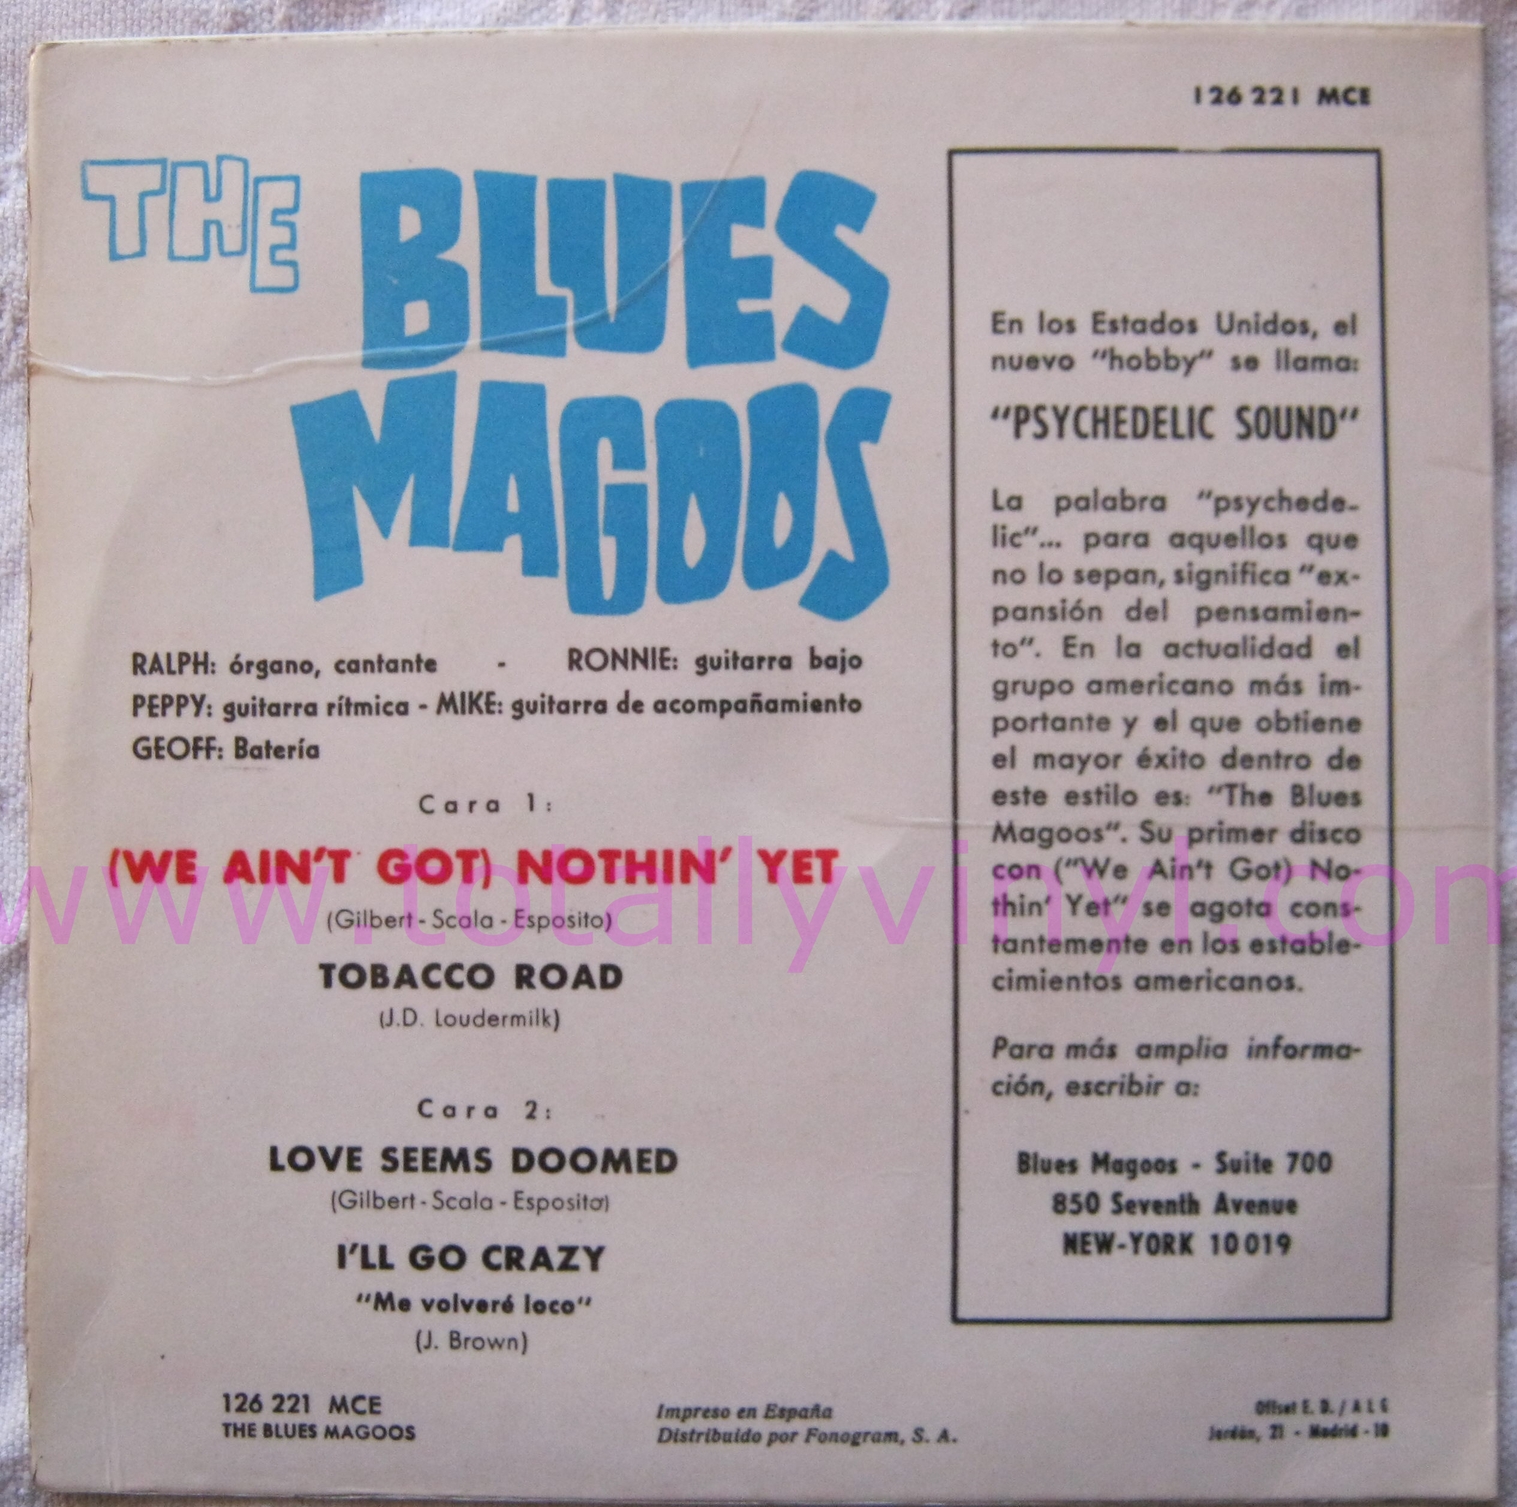 126 221 MCE
THE BLUES
MAGOOS
RALPH: órgano, cantante - RONNIE: guitarra bajo
PEPPY: guitarra rítmica - MIKE: guitarra de acompañamiento
GEOFF: Batería
Cara 1:
(WE AIN'T GOT) NOTHIN' YET
(Gilbert - Scala - Esposito)
TOBACCO ROAD
(J.D. Loudermilk)
Cara 2:
LOVE SEEMS DOOMED
(Gilbert - Scala - Esposito)
I'LL GO CRAZY
"Me volveré loco"
(J. Brown)
En los Estados Unidos, el
nuevo "hobby" se llama:
"PSYCHEDELIC SOUND"
La palabra "psychede-
lic"... para aquellos que
no lo sepan, significa "ex-
pansión del pensamien-
to". En la actualidad el
grupo americano más im-
portante y el que obtiene
el mayor éxito dentro de
este estilo es: "The Blues
Magoos". Su primer disco
con ("We Ain't Got) No-
thin' Yet" se agota cons-
tantemente en los estable-
cimientos americanos.
Para más amplia informa-
ción, escribir a:
Blues Magoos - Suite 700
850 Seventh Avenue
NEW-YORK 10019
126 221 MCE
THE BLUES MAGOOS
Impreso en España
Distribuido por Fonogram, S. A.
Offset E. D. / A L G
Jordán, 21 - Madrid - 10
www.totallyvinyl.com